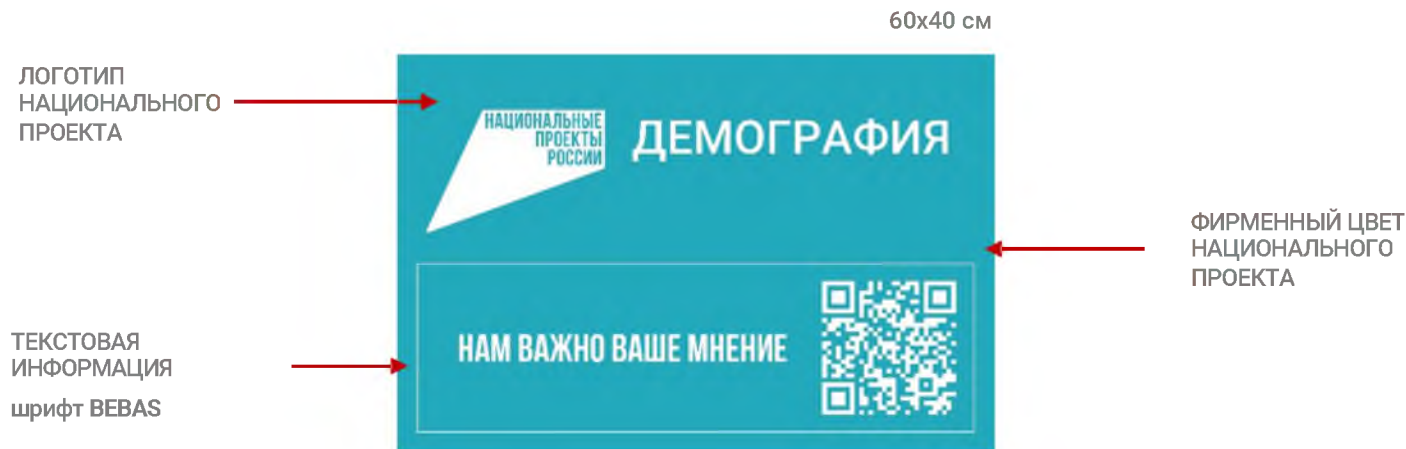 60х40 см
ЛОГОТИП
НАЦИОНАЛЬНОГО
ПРОЕКТА
НАЦИОНАЛЬНЫЕ
ПРОЕКТЫ
РОССИИ
ДЕМОГРАФИЯ
ФИРМЕННЫЙ ЦВЕТ
НАЦИОНАЛЬНОГО
ПРОЕКТА
ТЕКСТОВАЯ
ИНФОРМАЦИЯ
шрифт BEBAS
НАМ ВАЖНО ВАШЕ МНЕНИЕ